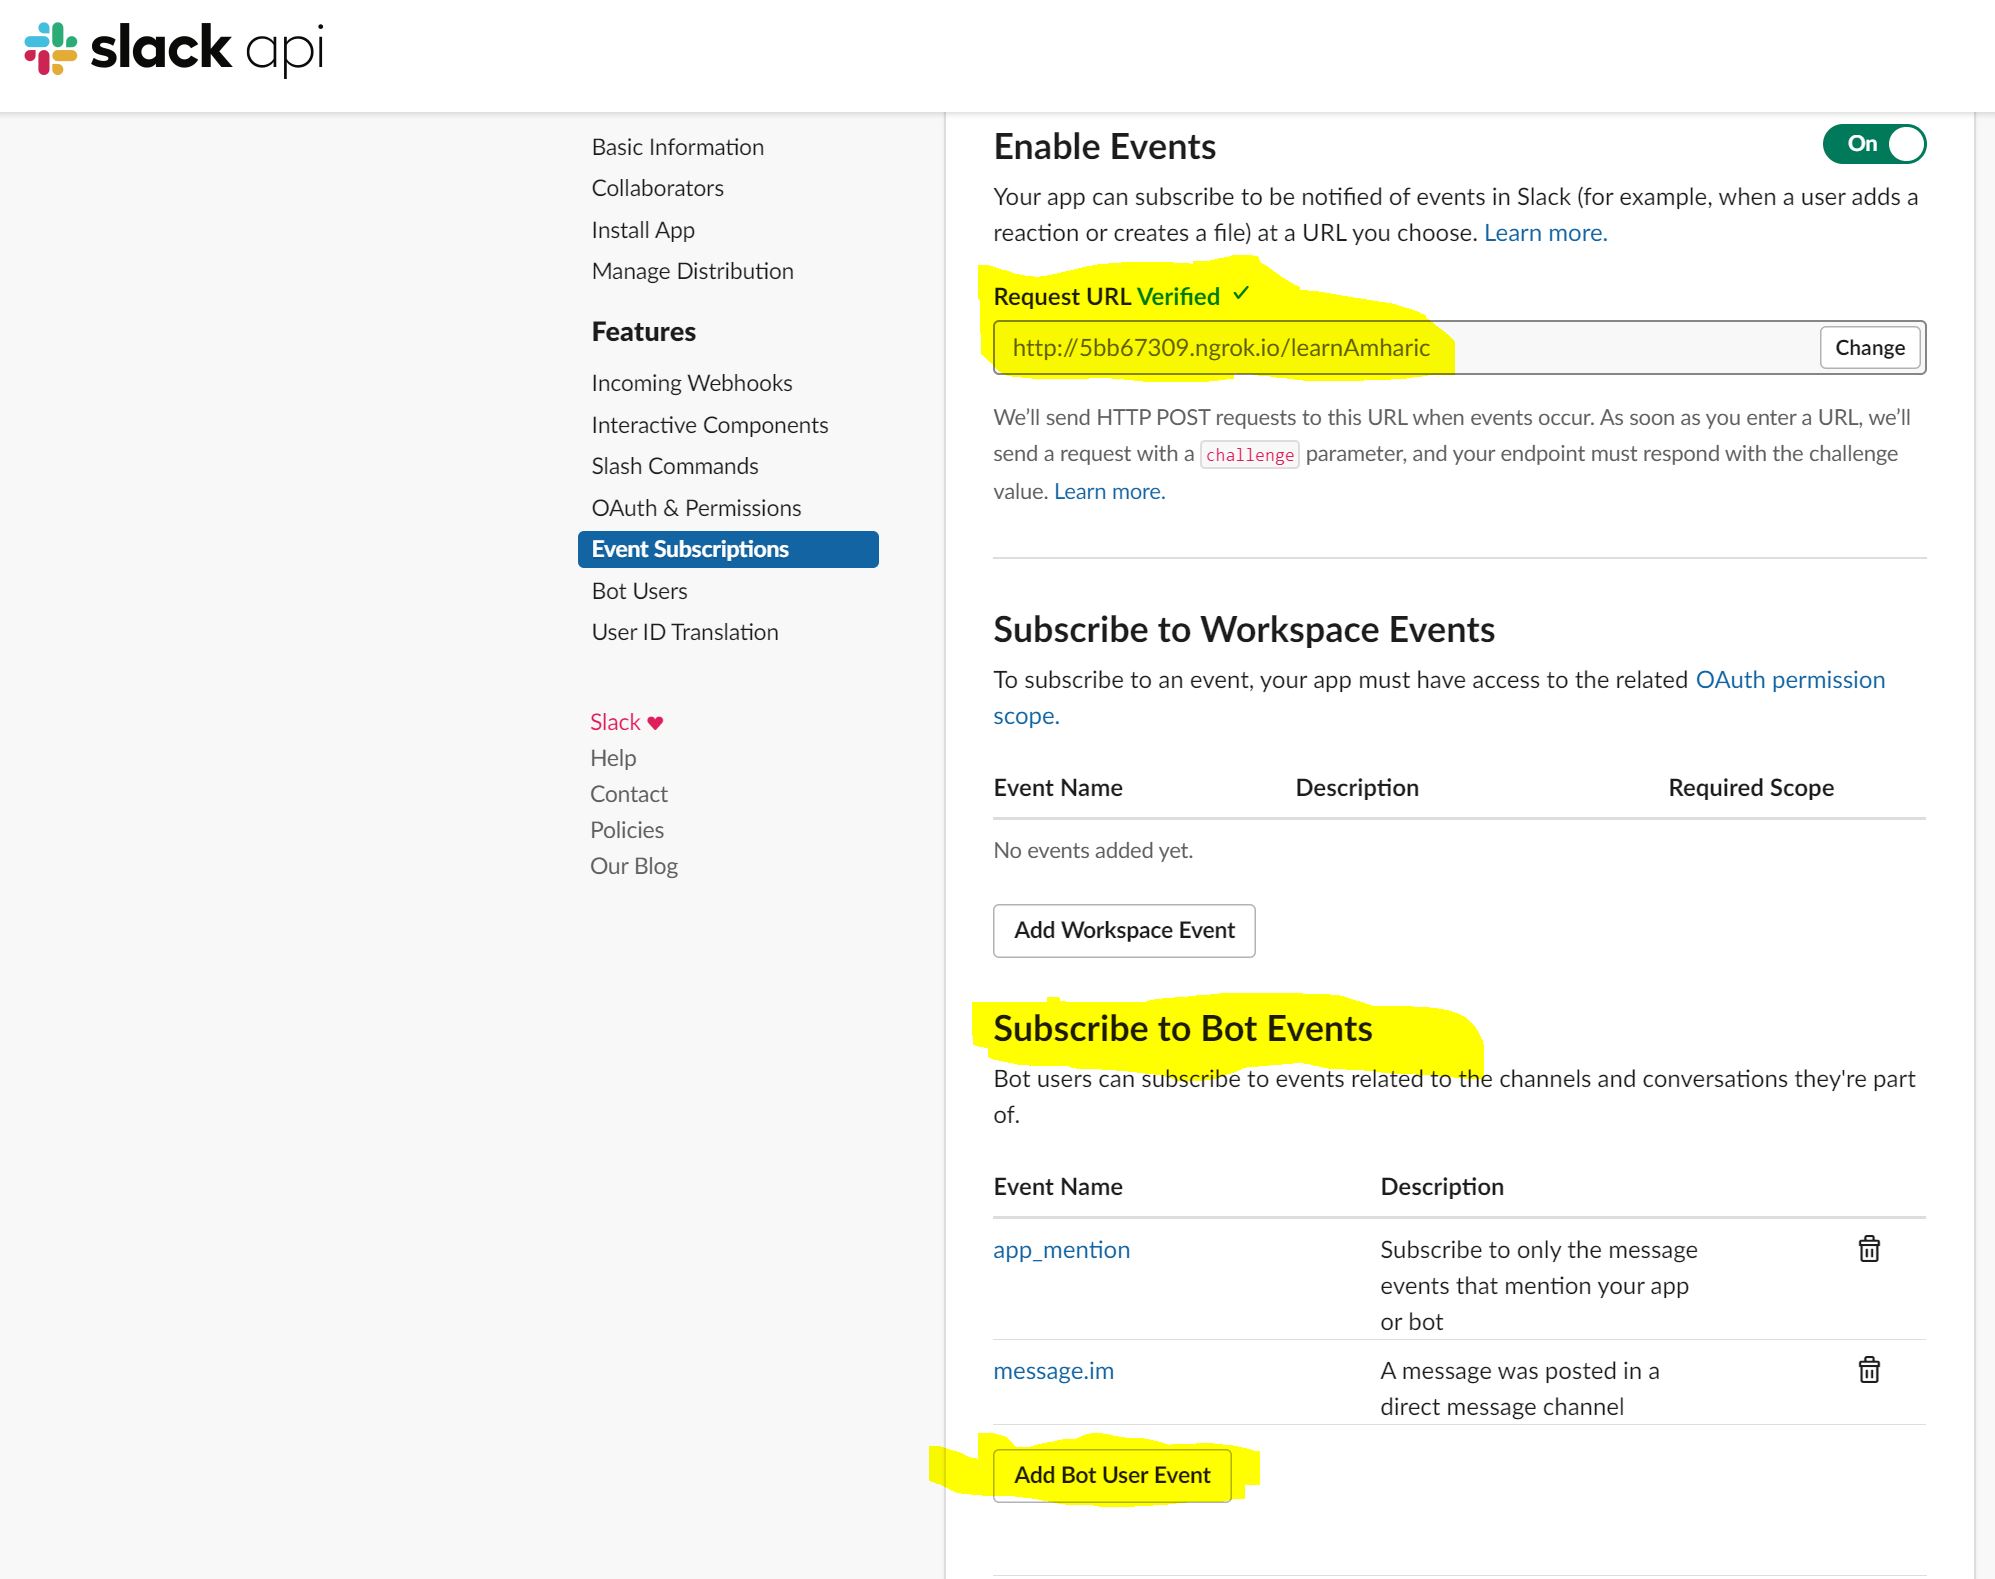 slack api
Basic Information
Collaborators
Install App
Manage Distribution
Features
Incoming Webhooks
Interactive Components
Slash Commands
OAuth & Permissions
Event Subscriptions
Bot Users
User ID Translation
Slack ♥
Help
Contact
Policies
Our Blog
Enable Events
On
Your app can subscribe to be notified of events in Slack (for example, when a user adds a
reaction or creates a file) at a URL you choose. Learn more.
Request URL Verified ✓
http://5bb67309.ngrok.io/learnAmharic
Change
We’ll send HTTP POST requests to this URL when events occur. As soon as you enter a URL, we’ll
send a request with a challenge parameter, and your endpoint must respond with the challenge
value. Learn more.
Subscribe to Workspace Events
To subscribe to an event, your app must have access to the related OAuth permission
scope.
Event Name Description Required Scope
No events added yet.
Add Workspace Event
Subscribe to Bot Events
Bot users can subscribe to events related to the channels and conversations they're part
of.
Event Name Description
app_mention Subscribe to only the message
events that mention your app
or bot
message.im A message was posted in a
direct message channel
Add Bot User Event